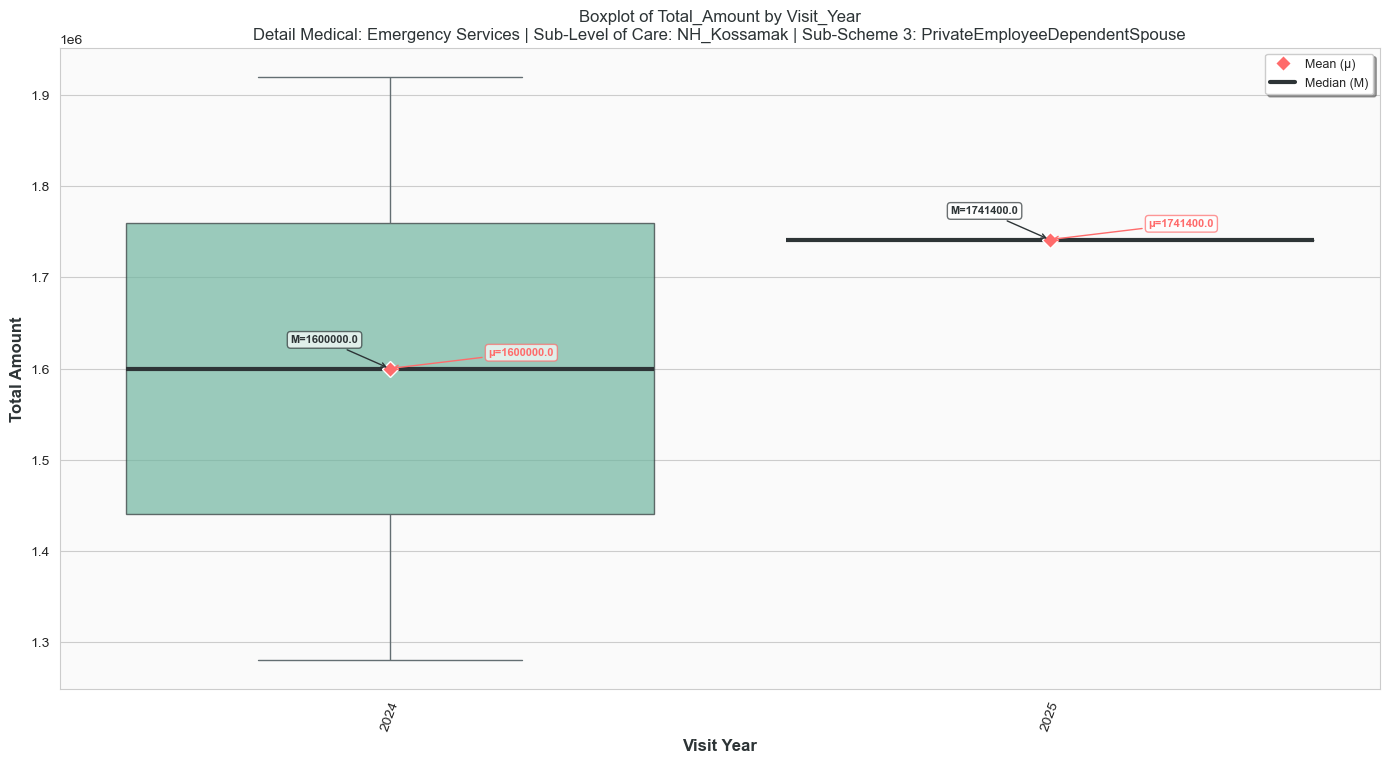 Boxplot of Total_Amount by Visit_Year
Detail Medical: Emergency Services | Sub-Level of Care: NH_Kossamak | Sub-Scheme 3: PrivateEmployeeDependentSpouse
1e6
Mean (μ)
Median (M)
1.9
1.8
1.7
1.6
1.5
1.4
1.3
Total Amount
M=1600000.0
μ=1600000.0
M=1741400.0
μ=1741400.0
2024
2025
Visit Year